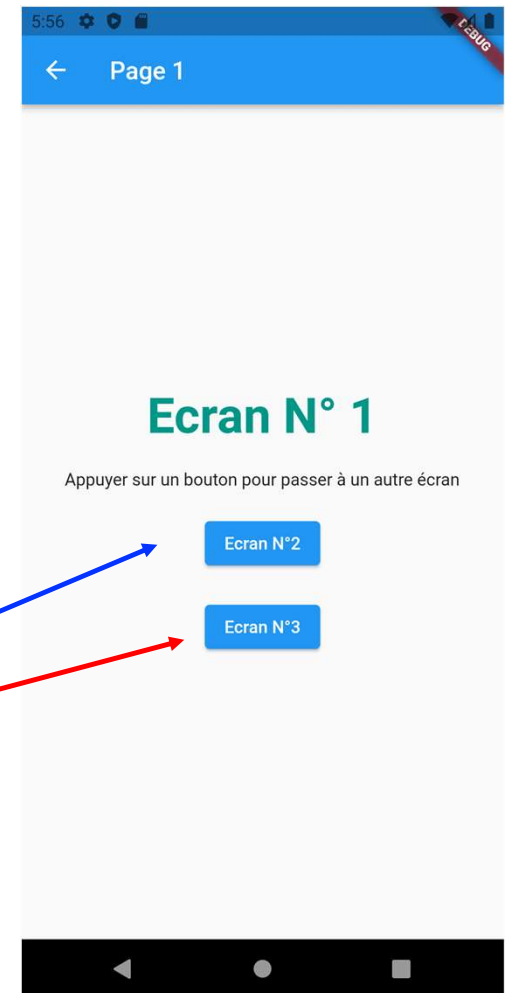 5:56
DEBUG
Page 1
Ecran N° 1
Appuyer sur un bouton pour passer à un autre écran
Ecran N°2
Ecran N°3